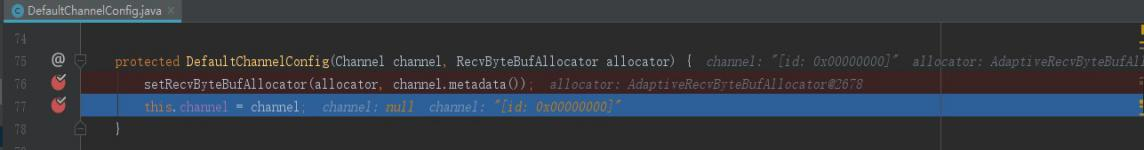 DefaultChannelConfig.java
74
75 @ protected DefaultChannelConfig(Channel channel, RecvByteBufAllocator allocator) { channel: "[id: 0x00000000]" allocator: AdaptiveRecvByteBufAl
76 setRecvByteBufAllocator(allocator, channel.metadata()); allocator: AdaptiveRecvByteBufAllocator@2678
77 this.channel = channel; channel: null channel: "[id: 0x00000000]"
78 }